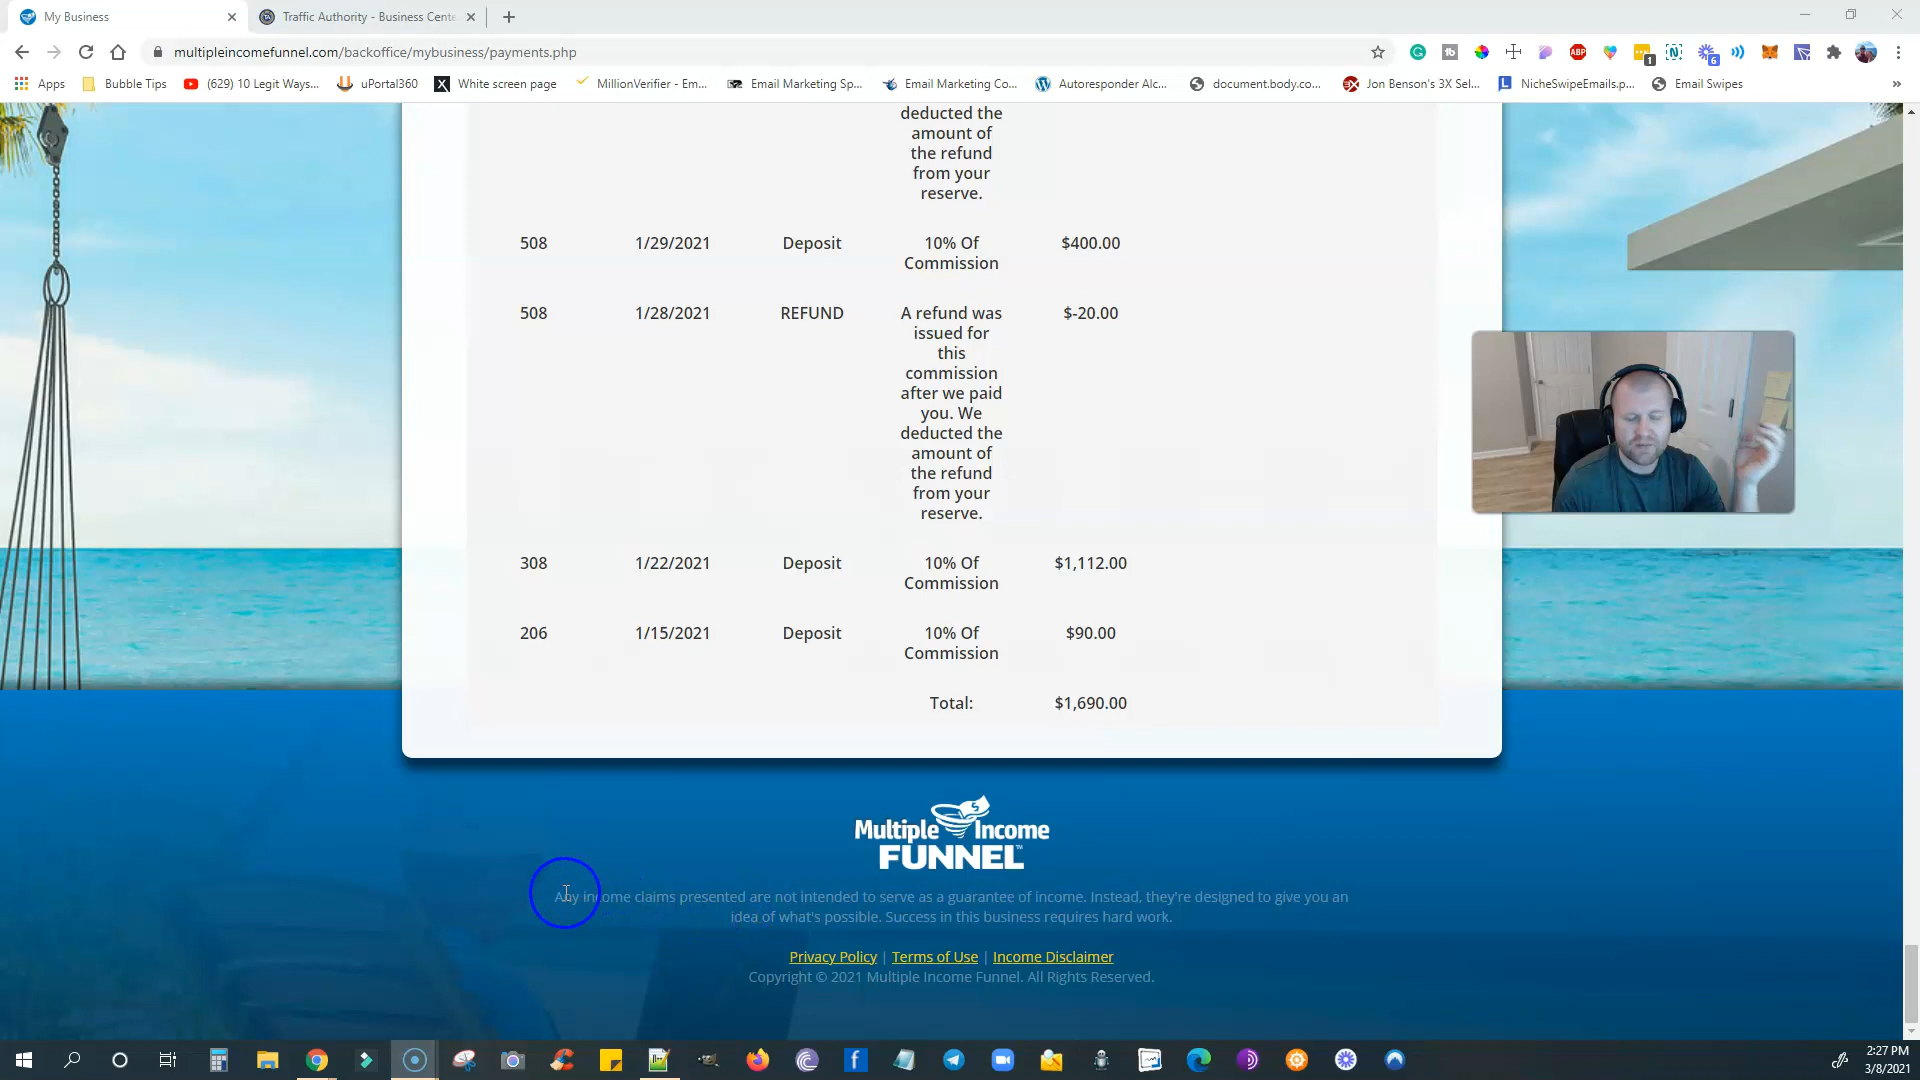 My Business
Traffic Authority - Business Cente
multipleincomefunnel.com/backoffice/mybusiness/payments.php
Apps
Bubble Tips
(629) 10 Legit Ways...
uPortal360
White screen page
MillionVerifier - Em...
Email Marketing Sp...
Email Marketing Co...
Autoresponder Alc...
document.body.co...
Jon Benson's 3X Sel...
NicheSwipeEmails.p...
Email Swipes
»
deducted the
amount of
the refund
from your
reserve.
508 1/29/2021 Deposit 10% Of $400.00
Commission
508 1/28/2021 REFUND A refund was $-20.00
issued for
this
commission
after we paid
you. We
deducted the
amount of
the refund
from your
reserve.
308 1/22/2021 Deposit 10% Of $1,112.00
Commission
206 1/15/2021 Deposit 10% Of $90.00
Commission
Total: $1,690.00
Multiple Income
FUNNEL™
Any income claims presented are not intended to serve as a guarantee of income. Instead, they're designed to give you an
idea of what's possible. Success in this business requires hard work.
Privacy Policy | Terms of Use | Income Disclaimer
Copyright © 2021 Multiple Income Funnel. All Rights Reserved.
2:27 PM
3/8/2021